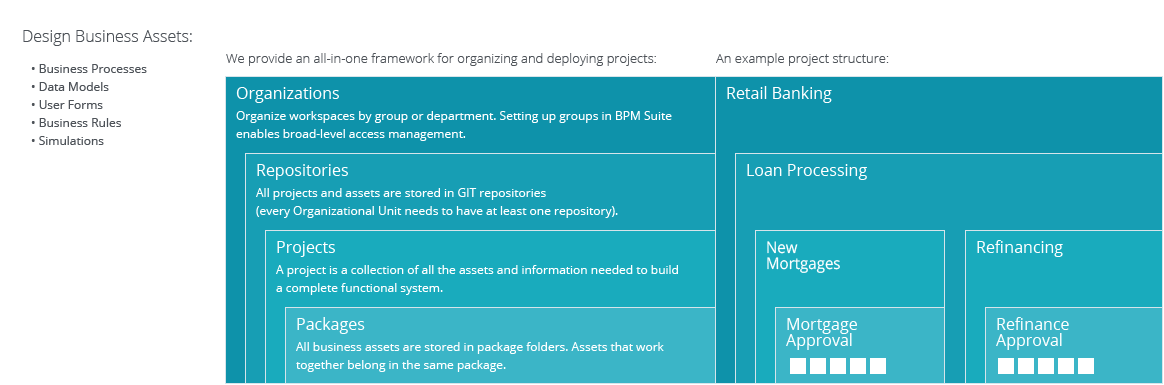 Design Business Assets:
• Business Processes
• Data Models
• User Forms
• Business Rules
• Simulations
We provide an all-in-one framework for organizing and deploying projects:
Organizations
Organize workspaces by group or department. Setting up groups in BPM Suite
enables broad-level access management.
Repositories
All projects and assets are stored in GIT repositories
(every Organizational Unit needs to have at least one repository).
Projects
A project is a collection of all the assets and information needed to build
a complete functional system.
Packages
All business assets are stored in package folders. Assets that work
together belong in the same package.
An example project structure:
Retail Banking
Loan Processing
New
Mortgages
Mortgage
Approval
Refinancing
Refinance
Approval